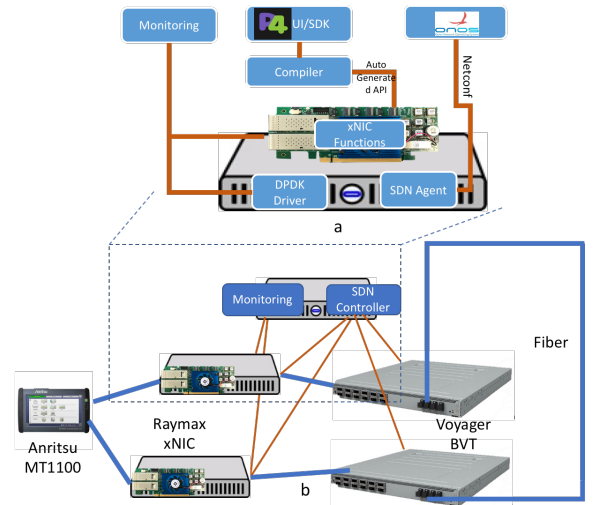 Monitoring
P4 UI/SDK
onos
Compiler
Auto
Generate
d API
Netconf
xNIC
Functions
DPDK
Driver
SDN Agent
a
Monitoring
SDN
Controller
Fiber
Raymax
xNIC
Voyager
BVT
Anritsu
MT1100
b